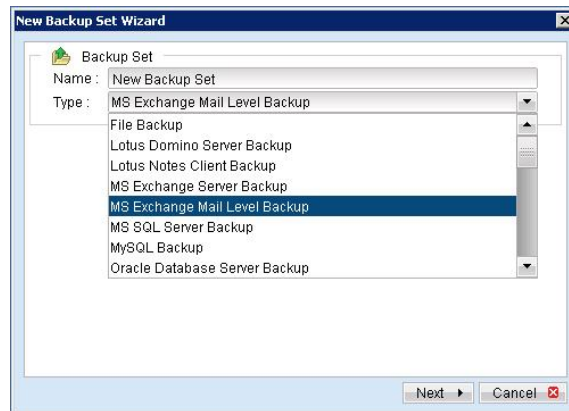 New Backup Set Wizard
Backup Set
Name : New Backup Set
Type : MS Exchange Mail Level Backup
File Backup
Lotus Domino Server Backup
Lotus Notes Client Backup
MS Exchange Server Backup
MS Exchange Mail Level Backup
MS SQL Server Backup
MySQL Backup
Oracle Database Server Backup
Next Cancel